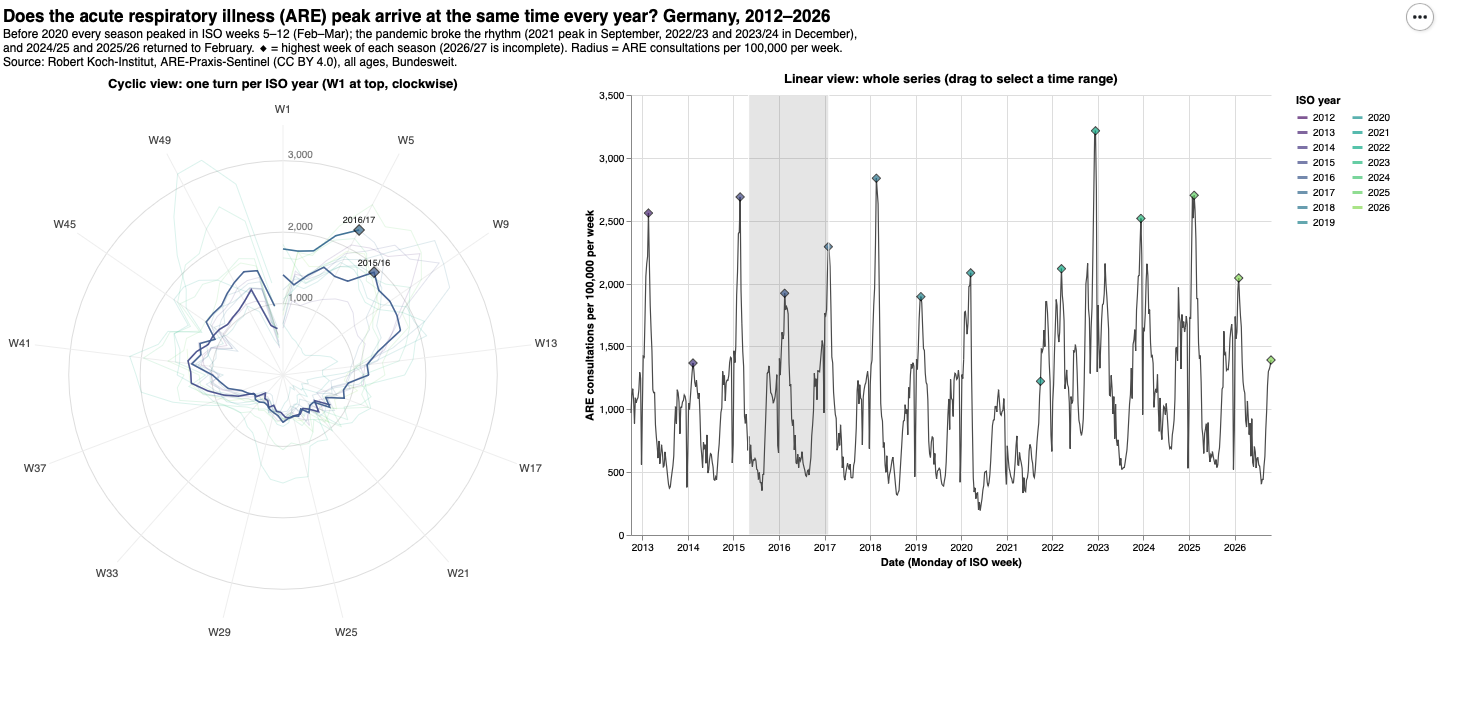 Does the acute respiratory illness (ARE) peak arrive at the same time every year? Germany, 2012–2026
Before 2020 every season peaked in ISO weeks 5–12 (Feb–Mar); the pandemic broke the rhythm (2021 peak in September, 2022/23 and 2023/24 in December),
and 2024/25 and 2025/26 returned to February. ⬥ = highest week of each season (2026/27 is incomplete). Radius = ARE consultations per 100,000 per week.
Source: Robert Koch-Institut, ARE-Praxis-Sentinel (CC BY 4.0), all ages, Bundesweit.
Cyclic view: one turn per ISO year (W1 at top, clockwise)
W1
W49
W5
3,000
W45
2016/17
W9
2,000
2015/16
1,000
W41
W13
W37
W17
W33
W21
W29
W25
Linear view: whole series (drag to select a time range)
3,500
3,000
2,500
2,000
1,500
1,000
500
0
ARE consultations per 100,000 per week
2013 2014 2015 2016 2017 2018 2019 2020 2021 2022 2023 2024 2025 2026
Date (Monday of ISO week)
ISO year
2012 2020
2013 2021
2014 2022
2015 2023
2016 2024
2017 2025
2018 2026
2019